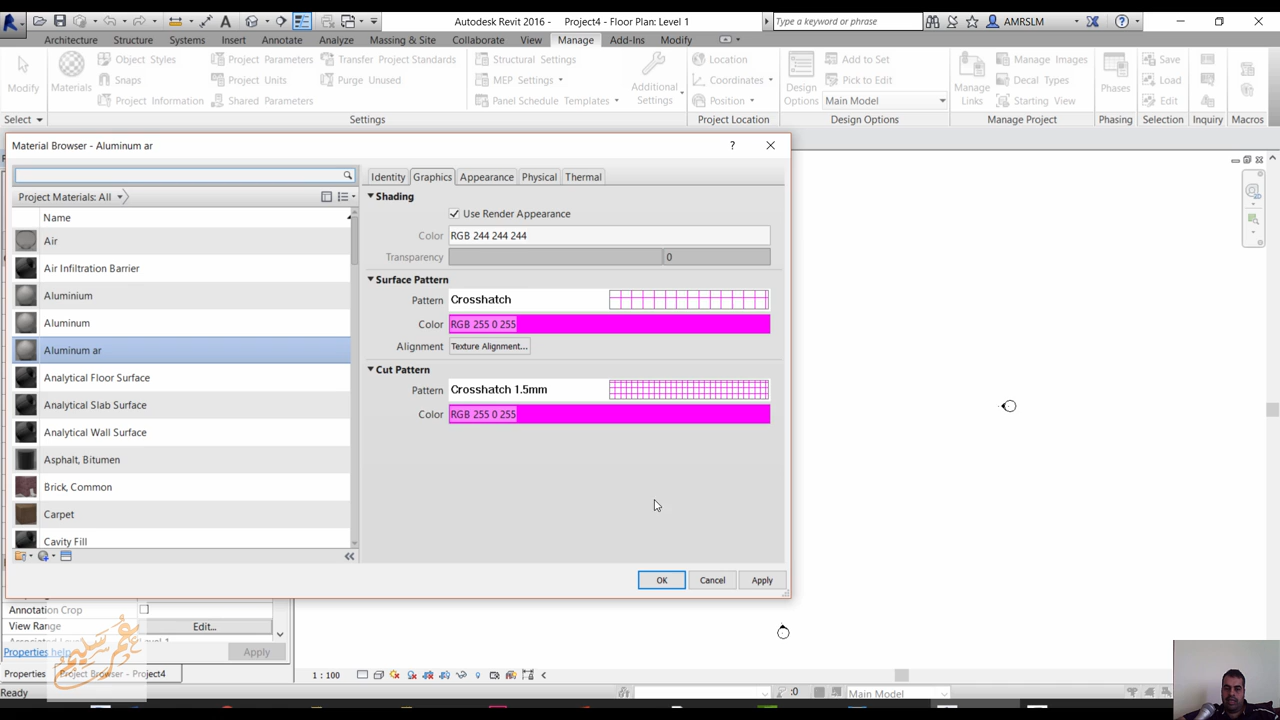 Autodesk Revit 2016 - Project4 - Floor Plan: Level 1
Type a keyword or phrase
AMRSLM
Architecture Structure Systems Insert Annotate Analyze Massing & Site Collaborate View Manage Add-Ins Modify
Modify
Materials
Object Styles
Snaps
Project Information
Project Parameters
Project Units
Shared Parameters
Transfer Project Standards
Purge Unused
Structural Settings
MEP Settings
Panel Schedule Templates
Additional Settings
Location
Coordinates
Position
Design Options
Add to Set
Pick to Edit
Main Model
Manage Links
Manage Images
Decal Types
Starting View
Phases
Save
Load
Edit
Select
Settings
Project Location
Design Options
Manage Project
Phasing
Selection
Inquiry
Macros
Material Browser - Aluminum ar
Project Materials: All
Name
Air
Air Infiltration Barrier
Aluminium
Aluminum
Aluminum ar
Analytical Floor Surface
Analytical Slab Surface
Analytical Wall Surface
Asphalt, Bitumen
Brick, Common
Carpet
Cavity Fill
Identity Graphics Appearance Physical Thermal
Shading
Use Render Appearance
Color RGB 244 244 244
Transparency 0
Surface Pattern
Pattern Crosshatch
Color RGB 255 0 255
Alignment Texture Alignment...
Cut Pattern
Pattern Crosshatch 1.5mm
Color RGB 255 0 255
OK Cancel Apply
Annotation Crop
View Range Edit...
Properties help
Apply
Properties Project Browser - Project4
1 : 100
Ready
:0
Main Model